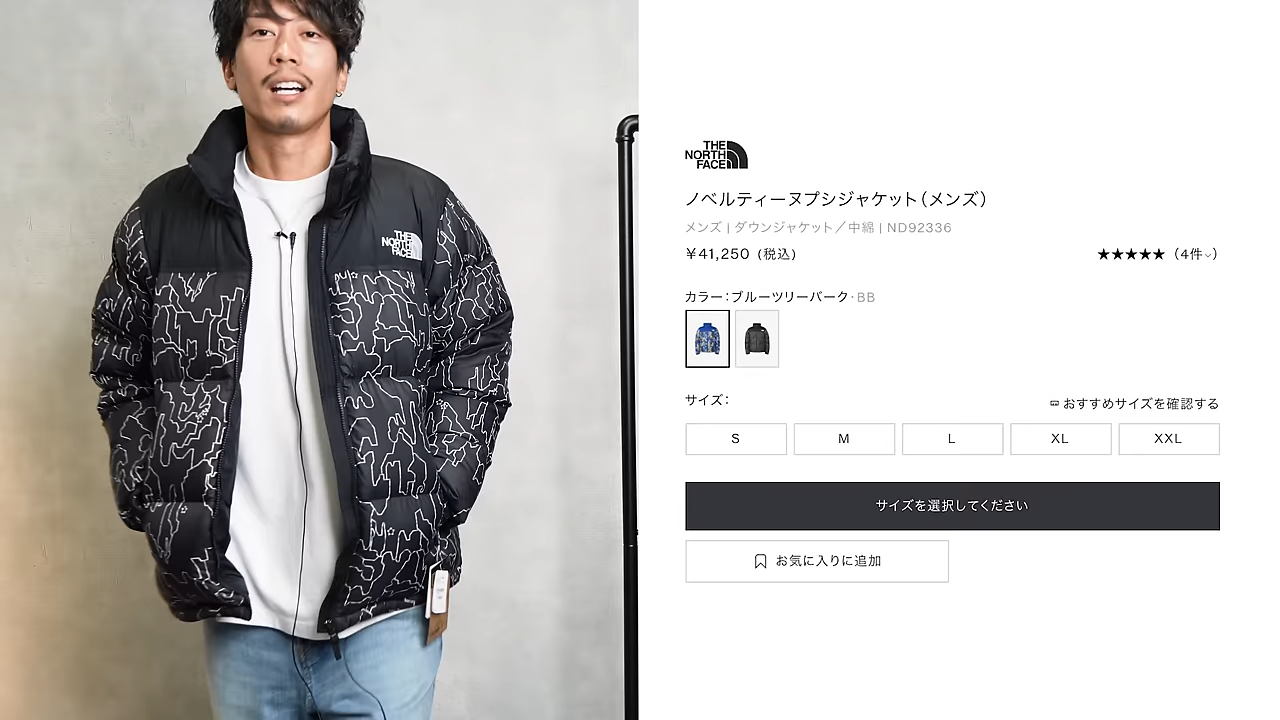 THE
NORTH
FACE
THE
NORTH
FACE
ノベルティーヌプシジャケット(メンズ)
メンズ | ダウンジャケット/中綿 | ND92336
¥41,250 (税込)
★★★★★ (4件)
カラー:ブルーツリーバーク・BB
サイズ:
おすすめサイズを確認する
S
M
L
XL
XXL
サイズを選択してください
お気に入りに追加